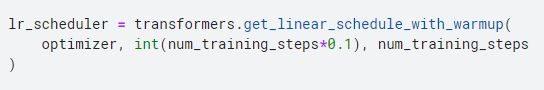 lr_scheduler = transformers.get_linear_schedule_with_warmup(
    optimizer, int(num_training_steps*0.1), num_training_steps
)